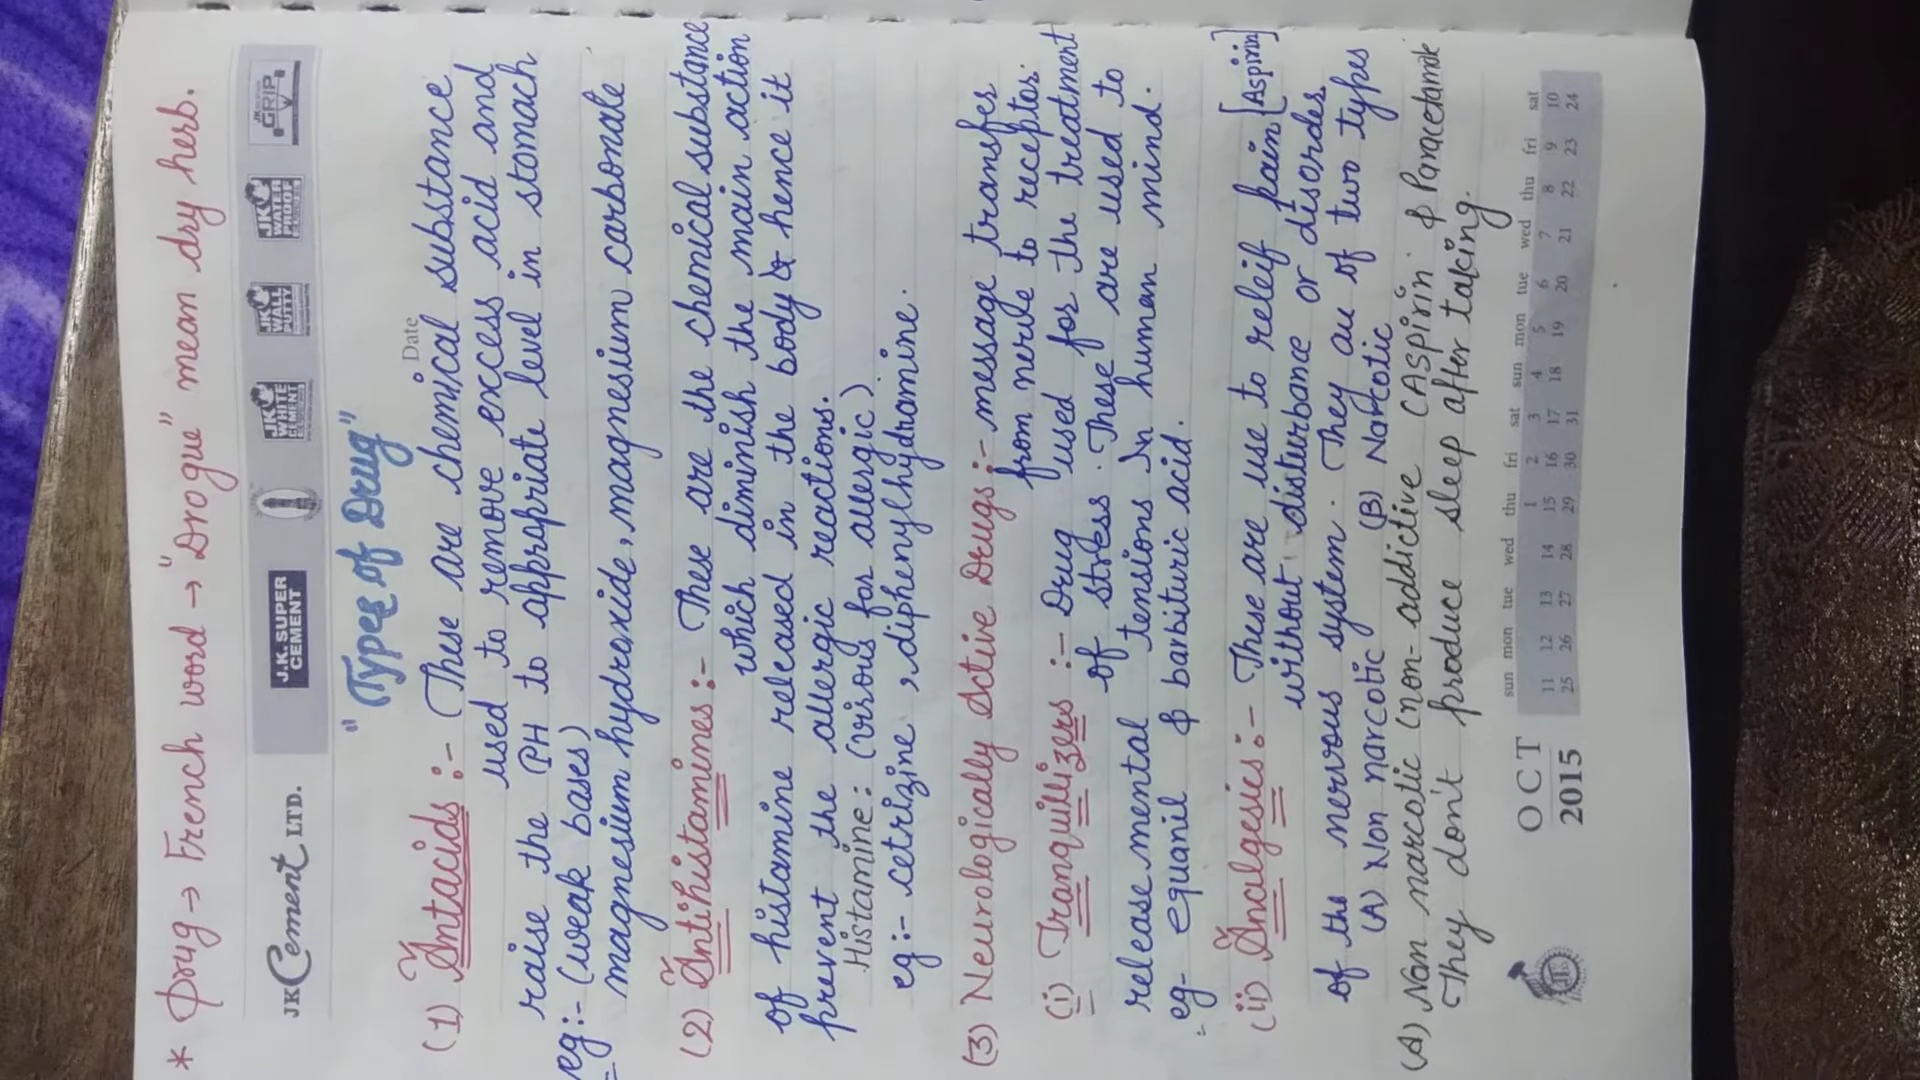 * Drug → French word → "Drogue" mean dry herb.
JK Cement LTD.
J.K. SUPER CEMENT
JK WHITE CEMENT
JK WALL PUTTY
JK WATER PROOF
JK GRIP
"Types of Drug"
Date
(1) Antacids :- These are chemical substance
used to remove excess acid and
raise the PH to appropriate level in stomach
eg:- (weak bases)
magnesium hydroxide, magnesium carbonate
(2) Antihistamines :- These are the chemical substance
which diminish the main action
of histamine released in the body & hence it
prevent the allergic reactions.
Histamine: (virous for allergic)
eg:- cetrizine, diphenylhydramine.
(3) Neurologically Active Drugs :- message transfer
from nerve to receptor.
(i) Tranquillizers :- Drug used for the treatment
of stress. These are used to
release mental tensions In human mind.
eg- equanil & barbituric acid.
(ii) Analgesics :- These are use to releif pain [Aspirin]
without disturbance or disorder
of the nervous system. They are of two types
(A) Non narcotic (B) Narcotic
(A) Non narcotic (non-addictive (Aspirin & Paracetamole
They don't produce sleep after taking.
OCT 2015
sun mon tue wed thu fri sat sun mon tue wed thu fri sat
1 2 3 4 5 6 7 8 9 10
11 12 13 14 15 16 17 18 19 20 21 22 23 24
25 26 27 28 29 30 31